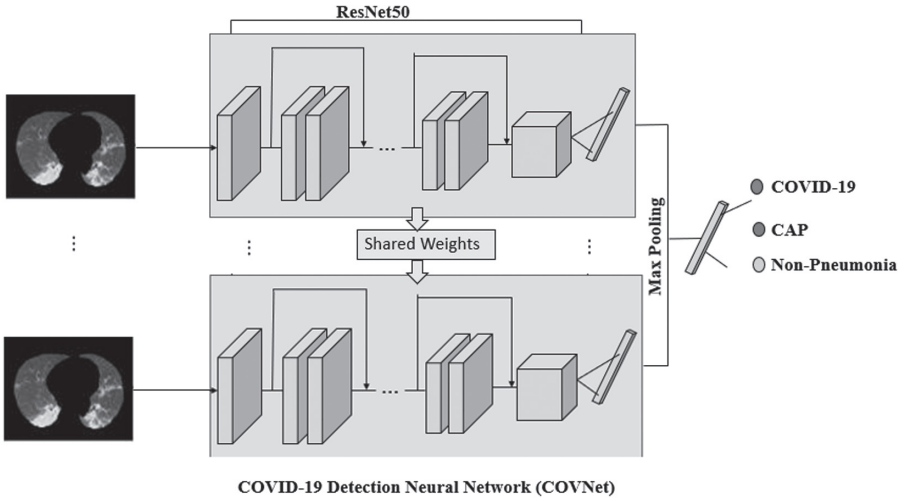 ResNet50
Shared Weights
Max Pooling
COVID-19
CAP
Non-Pneumonia
COVID-19 Detection Neural Network (COVNet)